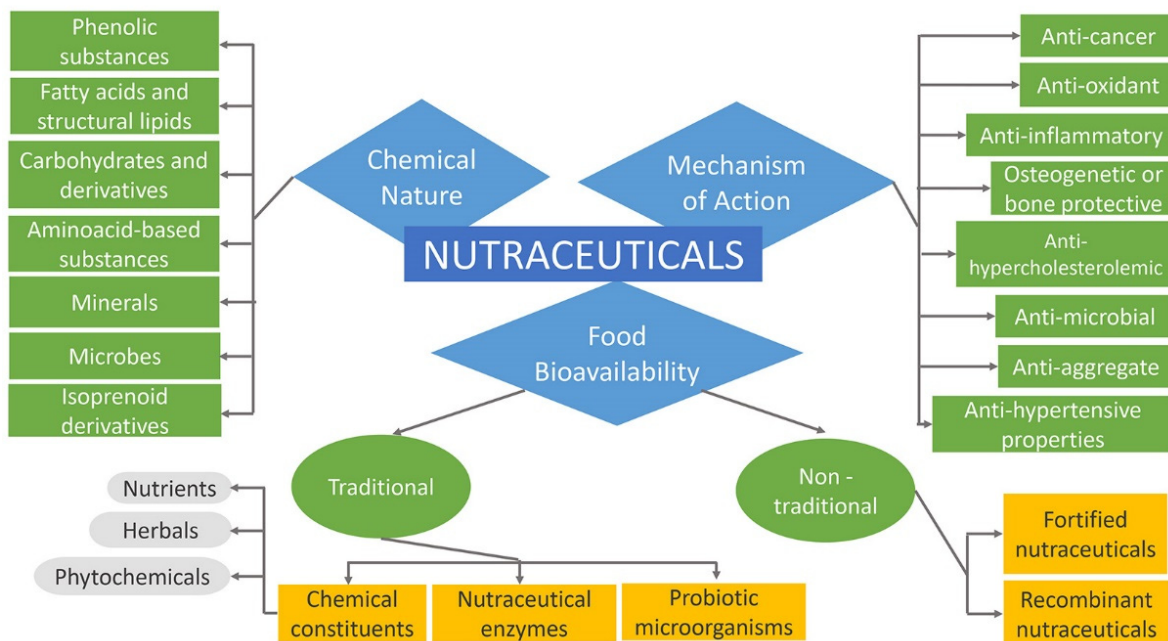 Phenolic
substances
Fatty acids and
structural lipids
Carbohydrates and
derivatives
Aminoacid-based
substances
Minerals
Microbes
Isoprenoid
derivatives
Chemical
Nature
Mechanism
of Action
NUTRACEUTICALS
Food
Bioavailability
Anti-cancer
Anti-oxidant
Anti-inflammatory
Osteogenetic or
bone protective
Anti-
hypercholesterolemic
Anti-microbial
Anti-aggregate
Anti-hypertensive
properties
Traditional
Non -
traditional
Nutrients
Herbals
Phytochemicals
Chemical
constituents
Nutraceutical
enzymes
Probiotic
microorganisms
Fortified
nutraceuticals
Recombinant
nutraceuticals